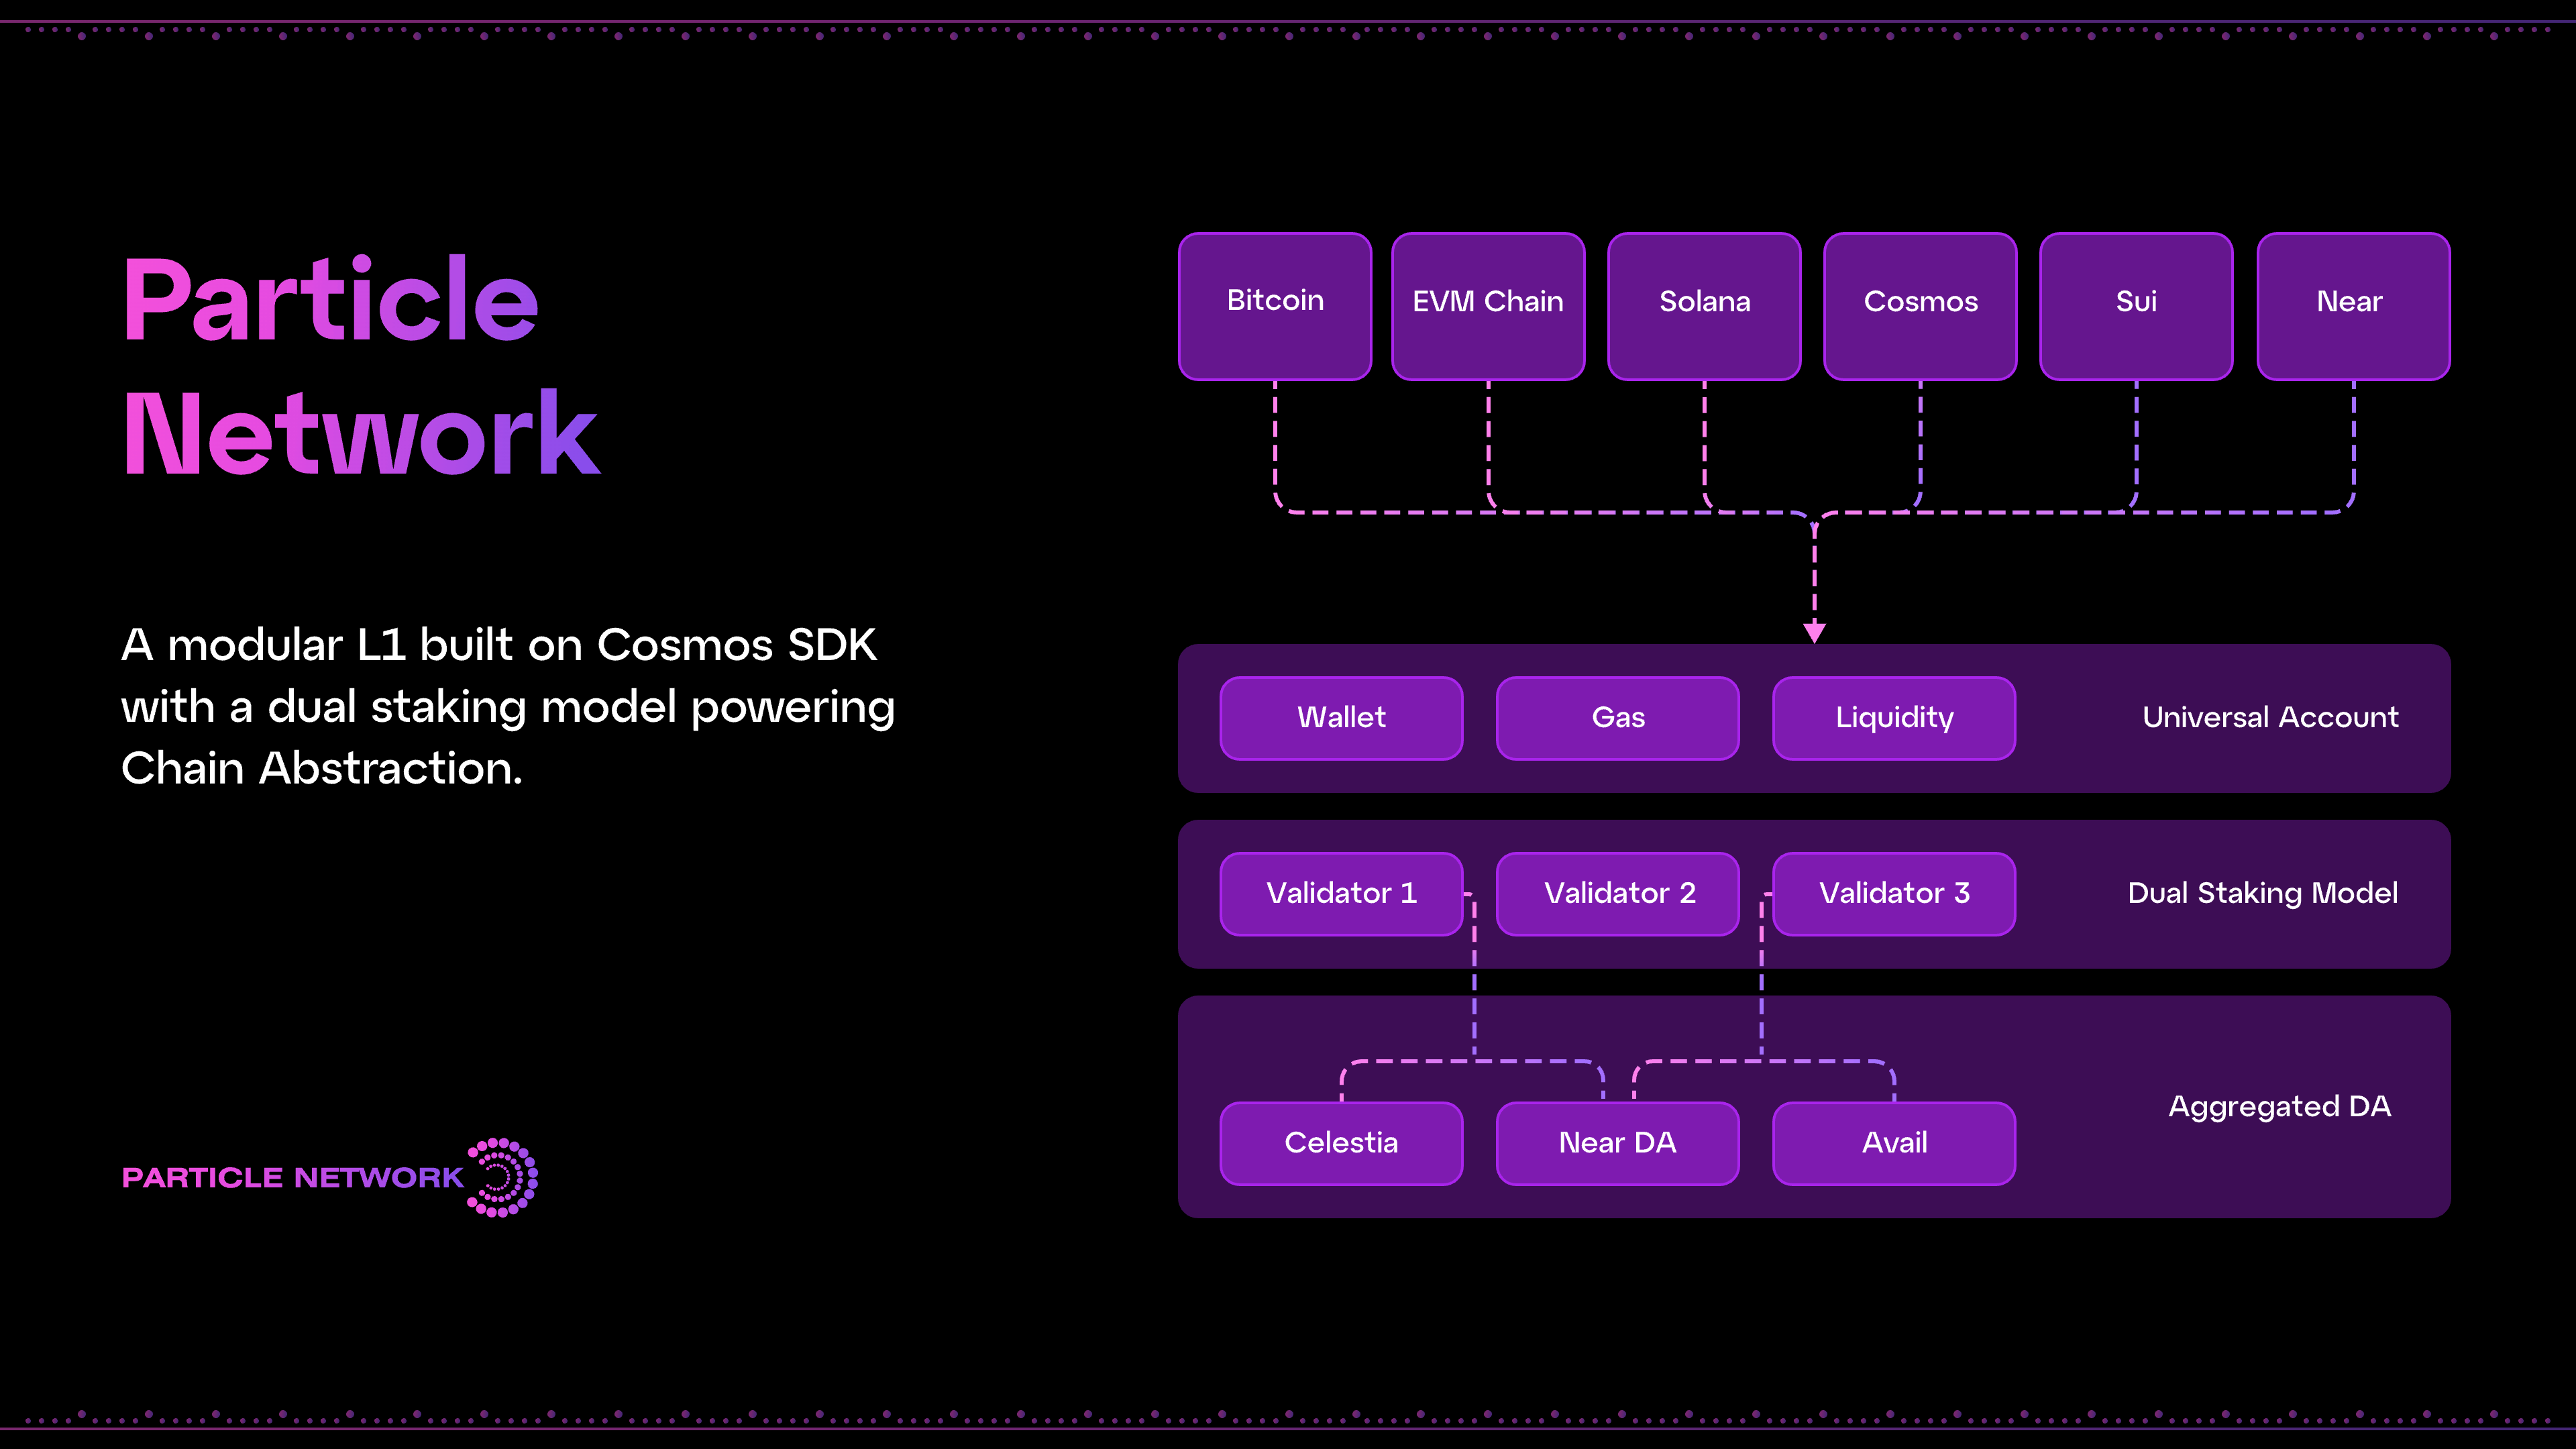 Particle
Network
A modular L1 built on Cosmos SDK
with a dual staking model powering
Chain Abstraction.
PARTICLE NETWORK
Bitcoin
EVM Chain
Solana
Cosmos
Sui
Near
Wallet
Gas
Liquidity
Universal Account
Validator 1
Validator 2
Validator 3
Dual Staking Model
Aggregated DA
Celestia
Near DA
Avail